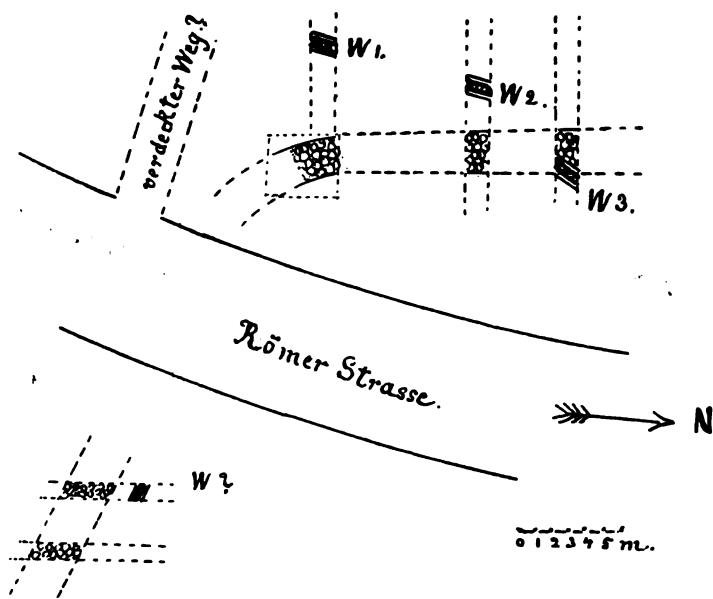 verdeckter Weg?
W1.
W2.
W3.
Römer Strasse.
N
W?
0 1 2 3 4 5 m.